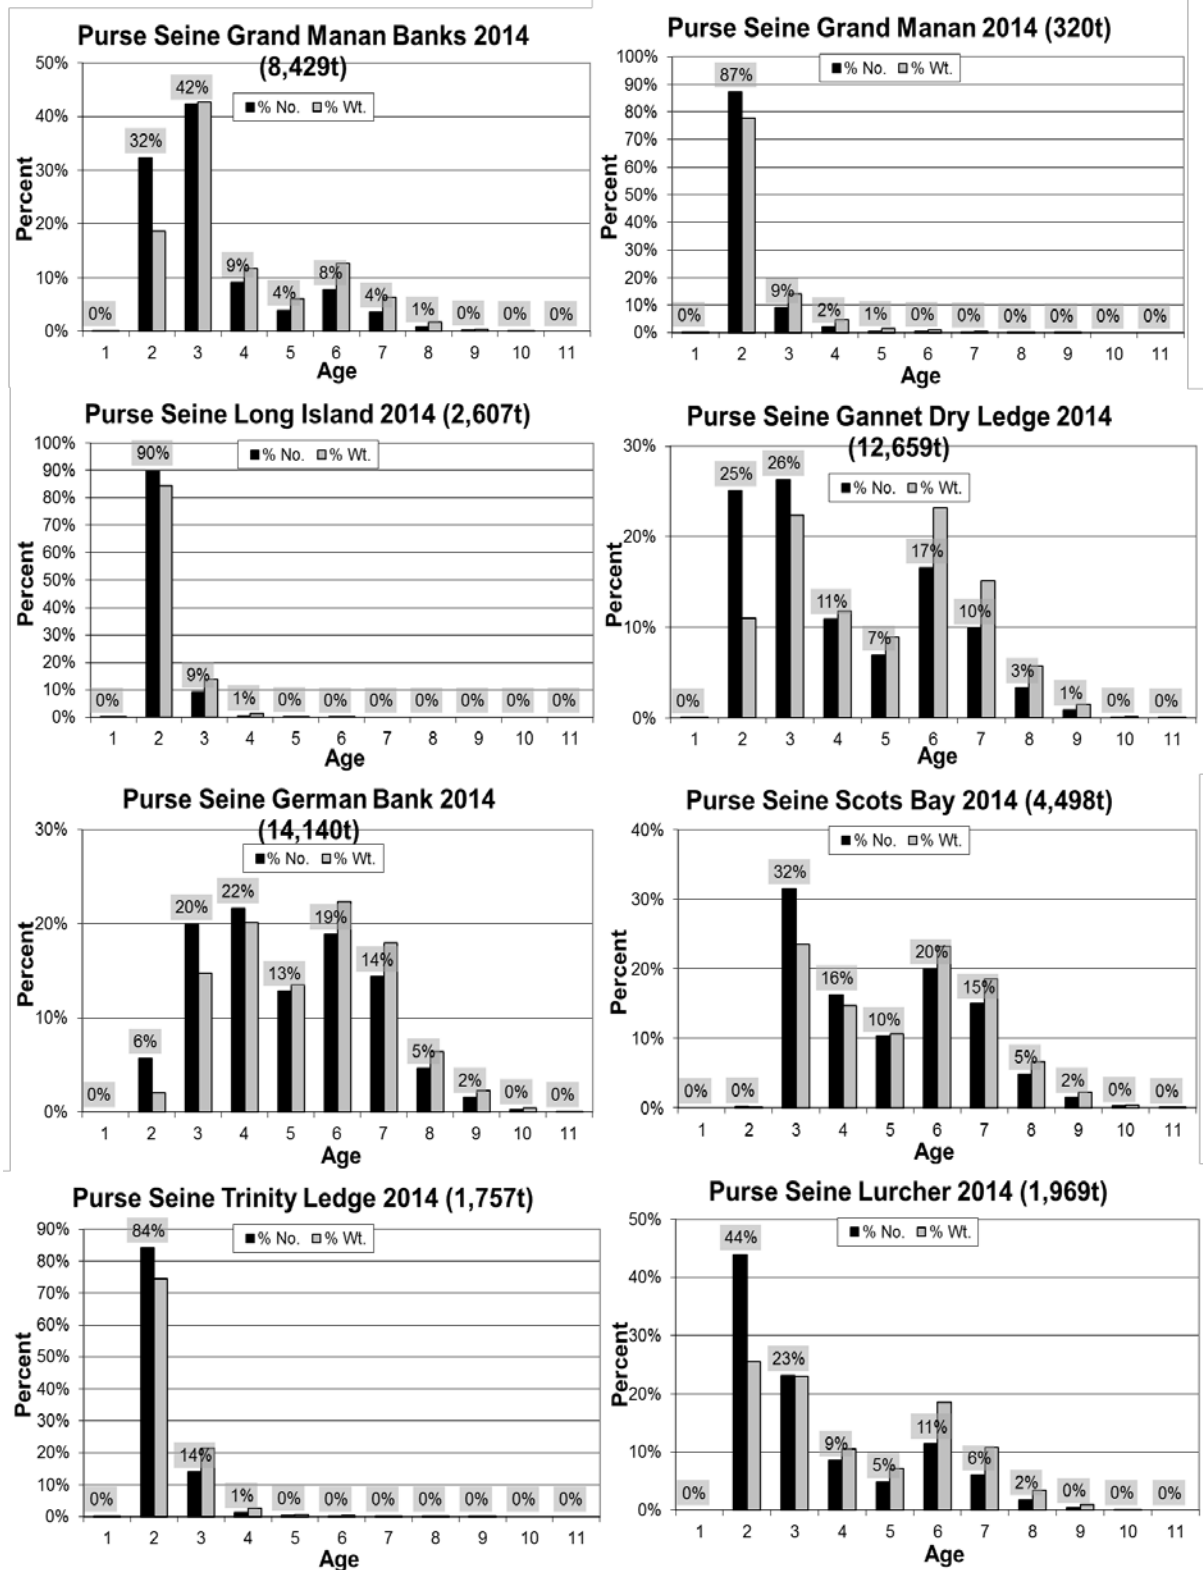 Purse Seine Grand Manan Banks 2014
(8,429t)
% No. % Wt.
50%
40%
30%
20%
10%
0%
Percent
0% 32% 42% 9% 4% 8% 4% 1% 0% 0% 0%
1 2 3 4 5 6 7 8 9 10 11
Age
Purse Seine Grand Manan 2014 (320t)
% No. % Wt.
100%
90%
80%
70%
60%
50%
40%
30%
20%
10%
0%
Percent
0% 87% 9% 2% 1% 0% 0% 0% 0% 0% 0%
1 2 3 4 5 6 7 8 9 10 11
Age
Purse Seine Long Island 2014 (2,607t)
% No. % Wt.
100%
90%
80%
70%
60%
50%
40%
30%
20%
10%
0%
Percent
0% 90% 9% 1% 0% 0% 0% 0% 0% 0% 0%
1 2 3 4 5 6 7 8 9 10 11
Age
Purse Seine Gannet Dry Ledge 2014
(12,659t)
% No. % Wt.
30%
20%
10%
0%
Percent
0% 25% 26% 11% 7% 17% 10% 3% 1% 0% 0%
1 2 3 4 5 6 7 8 9 10 11
Age
Purse Seine German Bank 2014
(14,140t)
% No. % Wt.
30%
20%
10%
0%
Percent
0% 6% 20% 22% 13% 19% 14% 5% 2% 0% 0%
1 2 3 4 5 6 7 8 9 10 11
Age
Purse Seine Scots Bay 2014 (4,498t)
% No. % Wt.
40%
30%
20%
10%
0%
Percent
0% 0% 32% 16% 10% 20% 15% 5% 2% 0% 0%
1 2 3 4 5 6 7 8 9 10 11
Age
Purse Seine Trinity Ledge 2014 (1,757t)
% No. % Wt.
90%
80%
70%
60%
50%
40%
30%
20%
10%
0%
Percent
0% 84% 14% 1% 0% 0% 0% 0% 0% 0% 0%
1 2 3 4 5 6 7 8 9 10 11
Age
Purse Seine Lurcher 2014 (1,969t)
% No. % Wt.
50%
40%
30%
20%
10%
0%
Percent
0% 44% 23% 9% 5% 11% 6% 2% 0% 0% 0%
1 2 3 4 5 6 7 8 9 10 11
Age